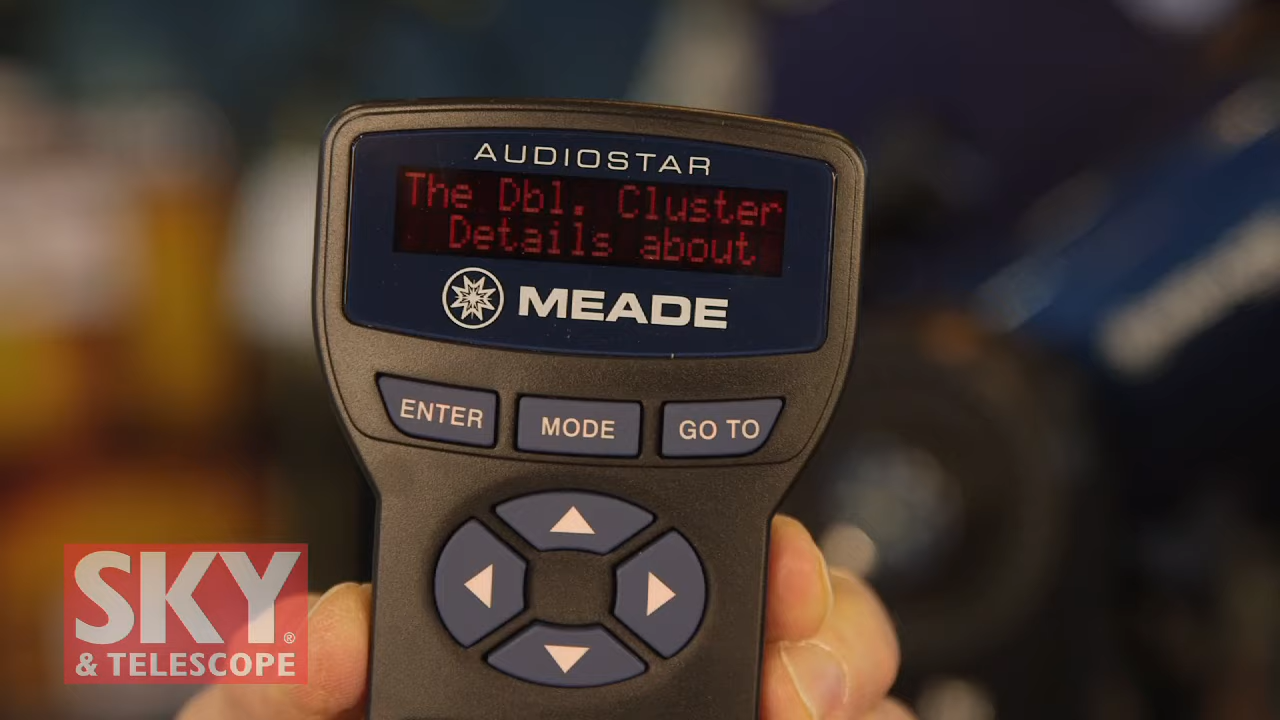 AUDIOSTAR
The Dbl. Cluster
Details about
MEADE
ENTER
MODE
GO TO
SKY®
& TELESCOPE